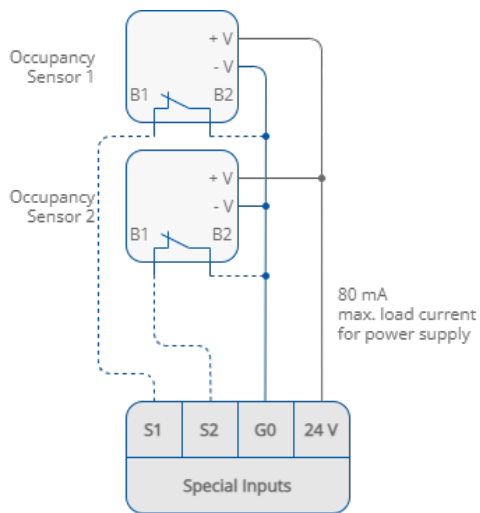 Occupancy
Sensor 1
+ V
- V
B1
B2
Occupancy
Sensor 2
+ V
- V
B1
B2
80 mA
max. load current
for power supply
S1
S2
G0
24 V
Special Inputs